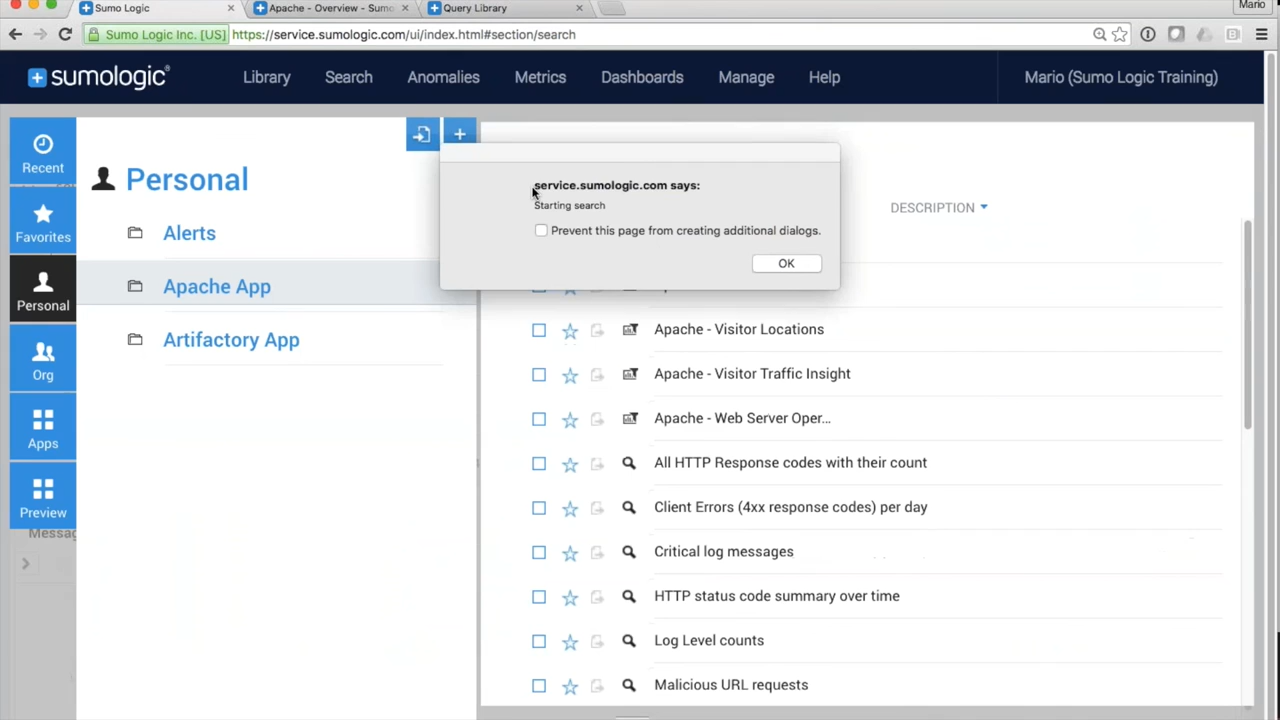 Sumo Logic
Apache - Overview - Sumo
Query Library
Mario
Sumo Logic Inc. [US]
https://service.sumologic.com/ui/index.html#section/search
sumologic®
Library
Search
Anomalies
Metrics
Dashboards
Manage
Help
Mario (Sumo Logic Training)
Recent
Favorites
Personal
Org
Apps
Preview
Personal
Alerts
Apache App
Artifactory App
service.sumologic.com says:
Starting search
Prevent this page from creating additional dialogs.
OK
DESCRIPTION
Apache - Visitor Locations
Apache - Visitor Traffic Insight
Apache - Web Server Oper...
All HTTP Response codes with their count
Client Errors (4xx response codes) per day
Critical log messages
HTTP status code summary over time
Log Level counts
Malicious URL requests